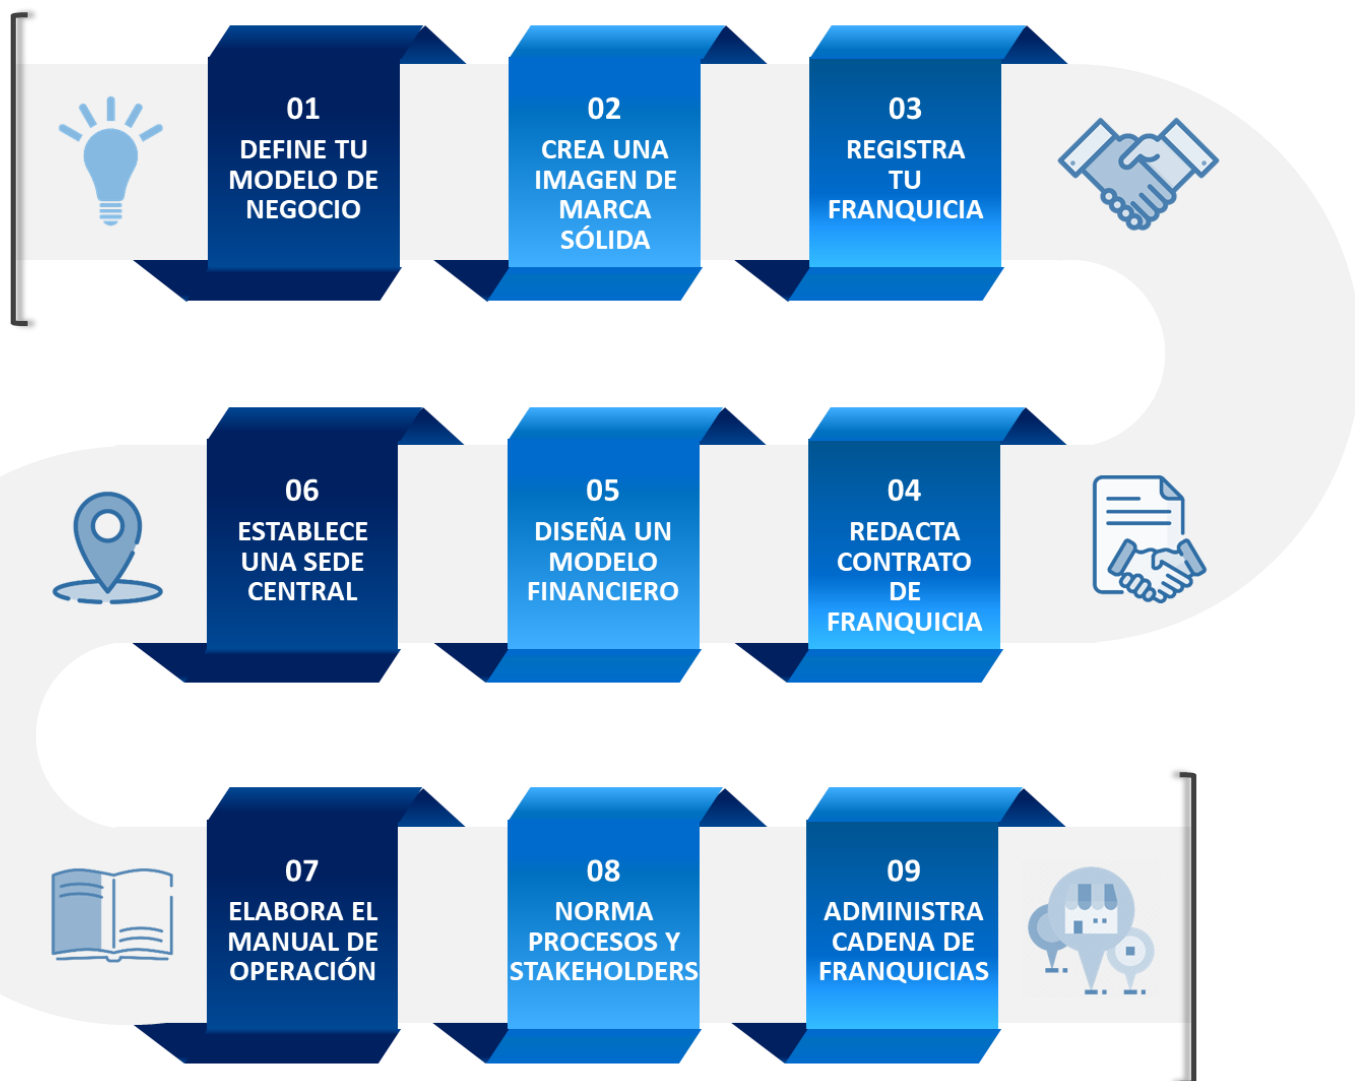 01
DEFINE TU
MODELO DE
NEGOCIO
02
CREA UNA
IMAGEN DE
MARCA
SÓLIDA
03
REGISTRA
TU
FRANQUICIA
04
REDACTA
CONTRATO
DE
FRANQUICIA
05
DISEÑA UN
MODELO
FINANCIERO
06
ESTABLECE
UNA SEDE
CENTRAL
07
ELABORA EL
MANUAL DE
OPERACIÓN
08
NORMA
PROCESOS Y
STAKEHOLDERS
09
ADMINISTRA
CADENA DE
FRANQUICIAS